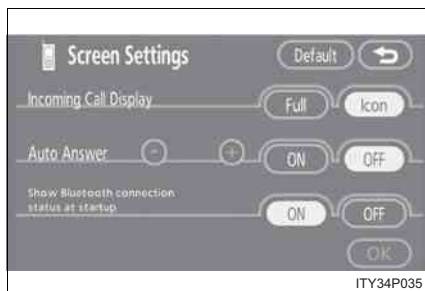 Screen Settings
Default
Incoming Call Display
Full
Icon
Auto Answer
-
+
ON
OFF
Show Bluetooth connection
status at startup
ON
OFF
OK
ITY34P035